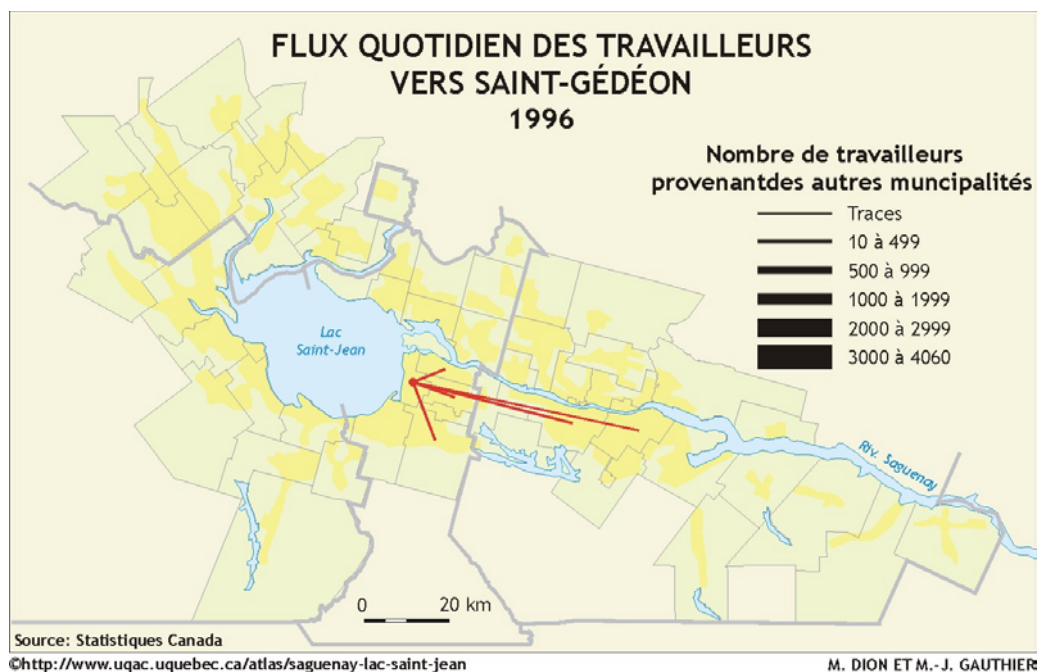 FLUX QUOTIDIEN DES TRAVAILLEURS
VERS SAINT-GÉDÉON
1996
Nombre de travailleurs
provenantdes autres muncipalités
Traces
10 à 499
500 à 999
1000 à 1999
2000 à 2999
3000 à 4060
Lac
Saint-Jean
Riv. Saguenay
0 20 km
Source: Statistiques Canada
©http://www.uqac.uquebec.ca/atlas/saguenay-lac-saint-jean
M. DION ET M.-J. GAUTHIER